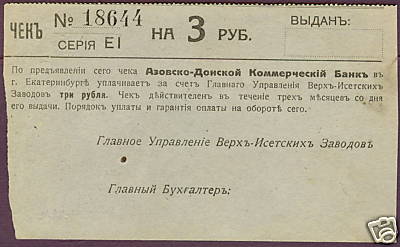 ЧЕКЪ № 18644 СЕРІЯ ЕІ НА 3 РУБ. ВЫДАНЪ:
По предъявленіи сего чека Азовско-Донской Коммерческій Банкъ въ
г. Екатеринбургѣ уплачиваетъ за счетъ Главнаго Управленія Верхъ-Исетскихъ
Заводовъ три рубля. Чекъ дѣйствителенъ въ теченіе трехъ мѣсяцевъ со дня
его выдачи. Порядокъ уплаты и гарантія оплаты на оборотѣ сего.
Главное Управленіе Верхъ-Исетскихъ Заводовъ
Главный Бухгалтеръ: